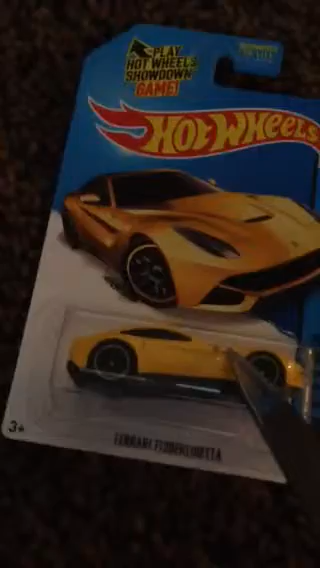 PLAY
HOT WHEELS
SHOWDOWN
GAME!
HOT WHEELS
3+
FERRARI F12BERLINETTA